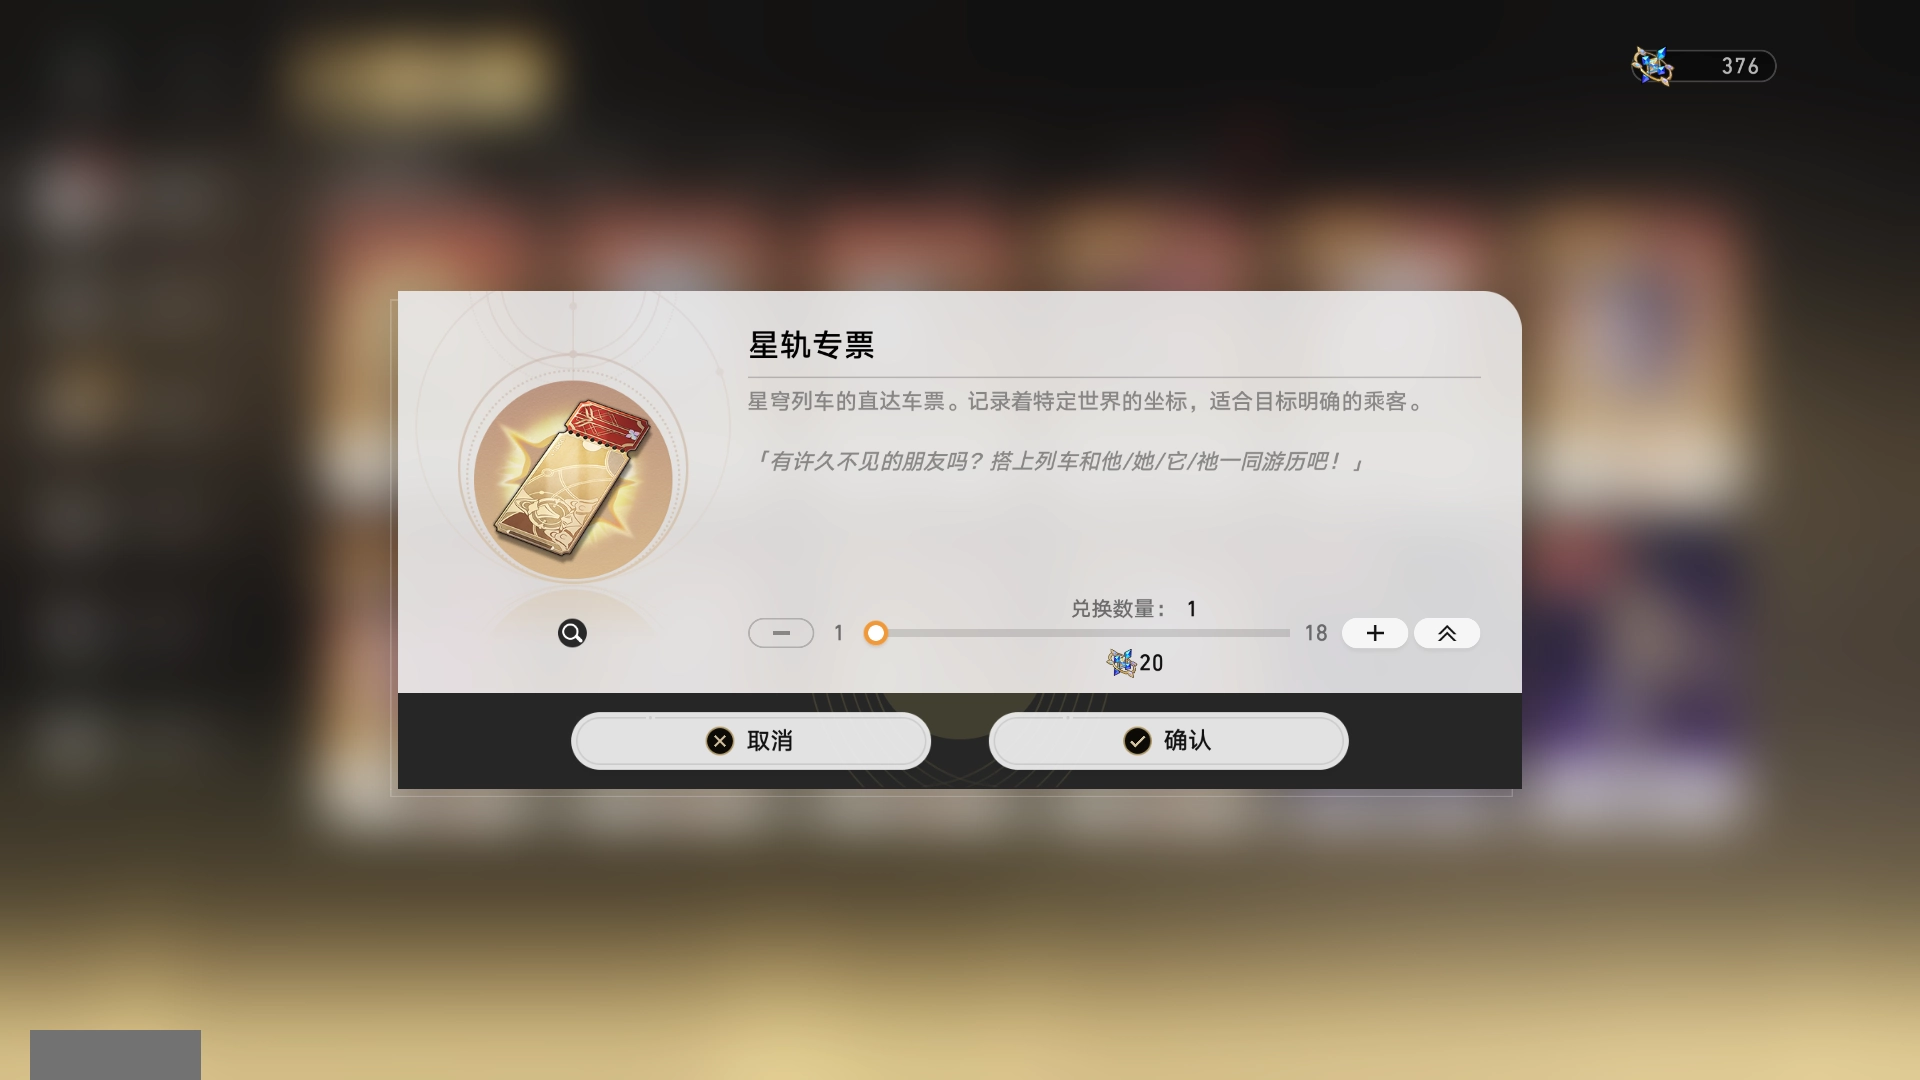 376
星轨专票
星穹列车的直达车票。记录着特定世界的坐标，适合目标明确的乘客。
「有许久不见的朋友吗？搭上列车和他/她/它/祂一同游历吧！」
兑换数量： 1
1
18
20
取消
确认